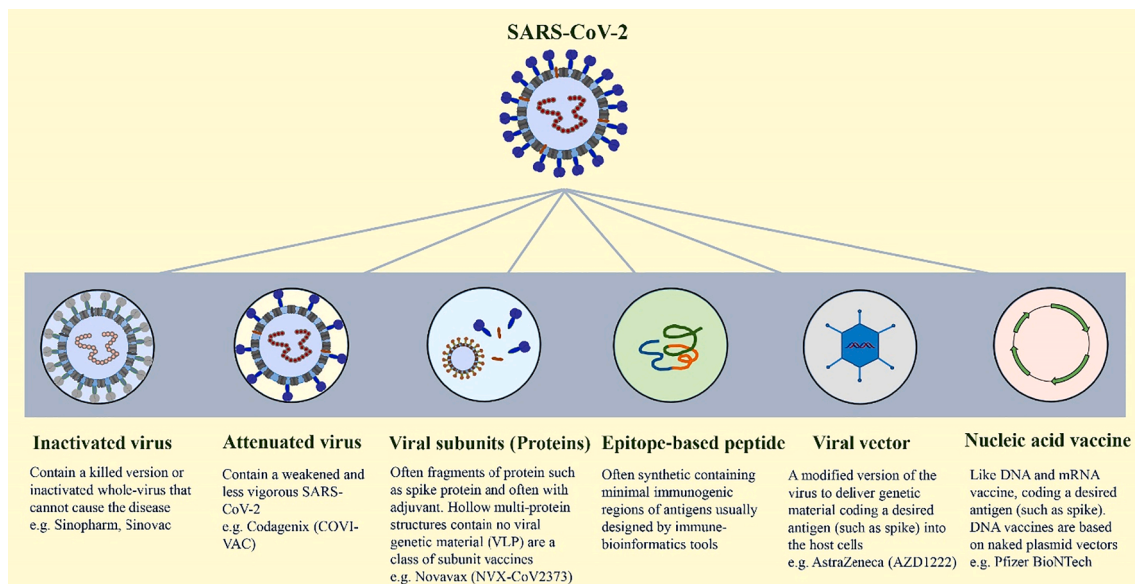 SARS-CoV-2
Inactivated virus
Contain a killed version or
inactivated whole-virus that
cannot cause the disease
e.g. Sinopharm, Sinovac
Attenuated virus
Contain a weakened and
less vigorous SARS-
CoV-2
e.g. Codagenix (COVI-
VAC)
Viral subunits (Proteins)
Often fragments of protein such
as spike protein and often with
adjuvant. Hollow multi-protein
structures contain no viral
genetic material (VLP) are a
class of subunit vaccines
e.g. Novavax (NVX-CoV2373)
Epitope-based peptide
Often synthetic containing
minimal immunogenic
regions of antigens usually
designed by immune-
bioinformatics tools
Viral vector
A modified version of the
virus to deliver genetic
material coding a desired
antigen (such as spike) into
the host cells
e.g. AstraZeneca (AZD1222)
Nucleic acid vaccine
Like DNA and mRNA
vaccine, coding a desired
antigen (such as spike).
DNA vaccines are based
on naked plasmid vectors
e.g. Pfizer BioNTech